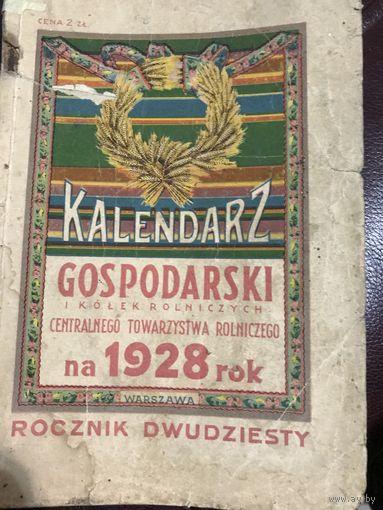 CENA 2 ZŁ.
KALENDARZ
GOSPODARSKI
I KÓŁEK ROLNICZYCH
CENTRALNEGO TOWARZYSTWA ROLNICZEGO
na 1928 rok
WARSZAWA
ROCZNIK DWUDZIESTY
www.ay.by